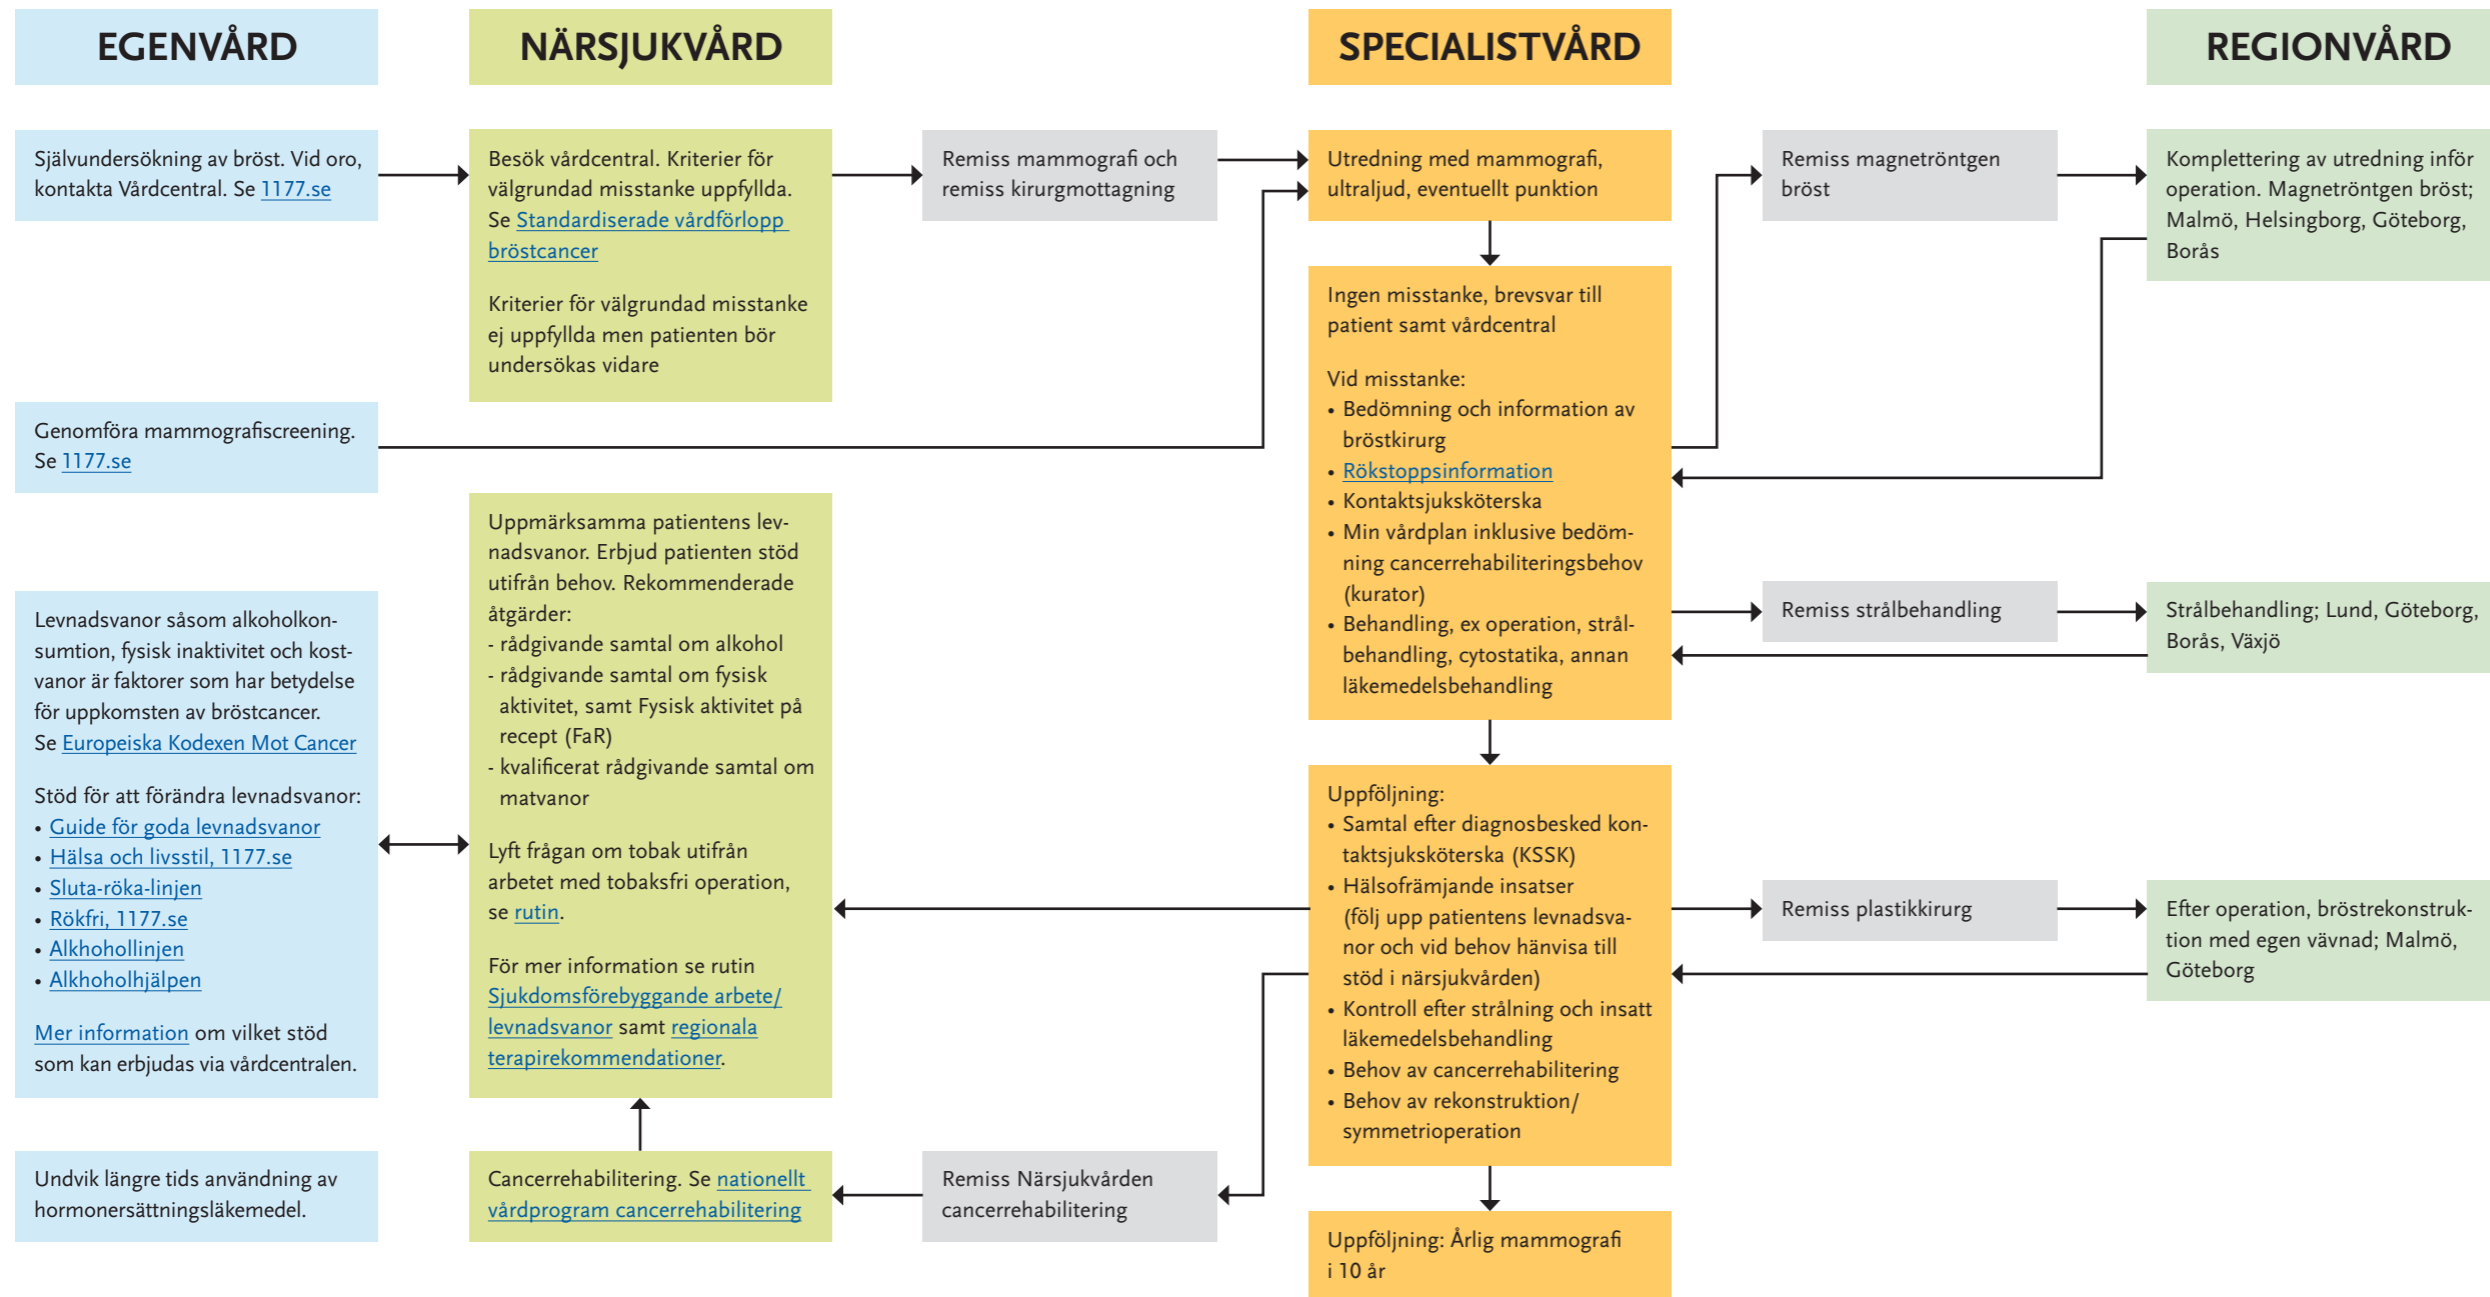 EGENVÅRD
NÄRSJUKVÅRD
SPECIALISTVÅRD
REGIONVÅRD
Självundersökning av bröst. Vid oro,
kontakta Vårdcentral. Se 1177.se
Besök vårdcentral. Kriterier för
välgrundad misstanke uppfyllda.
Se Standardiserade vårdförlopp
bröstcancer
Kriterier för välgrundad misstanke
ej uppfyllda men patienten bör
undersökas vidare
Remiss mammografi och
remiss kirurgmottagning
Utredning med mammografi,
ultraljud, eventuellt punktion
Remiss magnetröntgen
bröst
Komplettering av utredning inför
operation. Magnetröntgen bröst;
Malmö, Helsingborg, Göteborg,
Borås
Ingen misstanke, brevsvar till
patient samt vårdcentral
Vid misstanke:
• Bedömning och information av
bröstkirurg
• Rökstoppsinformation
• Kontaktsjuksköterska
• Min vårdplan inklusive bedöm-
ning cancerrehabiliteringsbehov
(kurator)
• Behandling, ex operation, strål-
behandling, cytostatika, annan
läkemedelsbehandling
Genomföra mammografiscreening.
Se 1177.se
Uppmärksamma patientens lev-
nadsvanor. Erbjud patienten stöd
utifrån behov. Rekommenderade
åtgärder:
- rådgivande samtal om alkohol
- rådgivande samtal om fysisk
aktivitet, samt Fysisk aktivitet på
recept (FaR)
- kvalificerat rådgivande samtal om
matvanor
Lyft frågan om tobak utifrån
arbetet med tobaksfri operation,
se rutin.
För mer information se rutin
Sjukdomsförebyggande arbete/
levnadsvanor samt regionala
terapirekommendationer.
Remiss strålbehandling
Strålbehandling; Lund, Göteborg,
Borås, Växjö
Levnadsvanor såsom alkoholkon-
sumtion, fysisk inaktivitet och kost-
vanor är faktorer som har betydelse
för uppkomsten av bröstcancer.
Se Europeiska Kodexen Mot Cancer
Stöd för att förändra levnadsvanor:
• Guide för goda levnadsvanor
• Hälsa och livsstil, 1177.se
• Sluta-röka-linjen
• Rökfri, 1177.se
• Alkhohollinjen
• Alkhoholhjälpen
Mer information om vilket stöd
som kan erbjudas via vårdcentralen.
Uppföljning:
• Samtal efter diagnosbesked kon-
taktsjuksköterska (KSSK)
• Hälsofrämjande insatser
(följ upp patientens levnadsva-
nor och vid behov hänvisa till
stöd i närsjukvården)
• Kontroll efter strålning och insatt
läkemedelsbehandling
• Behov av cancerrehabilitering
• Behov av rekonstruktion/
symmetrioperation
Remiss plastikkirurg
Efter operation, bröstrekonstruk-
tion med egen vävnad; Malmö,
Göteborg
Undvik längre tids användning av
hormonersättningsläkemedel.
Cancerrehabilitering. Se nationellt
vårdprogram cancerrehabilitering
Remiss Närsjukvården
cancerrehabilitering
Uppföljning: Årlig mammografi
i 10 år